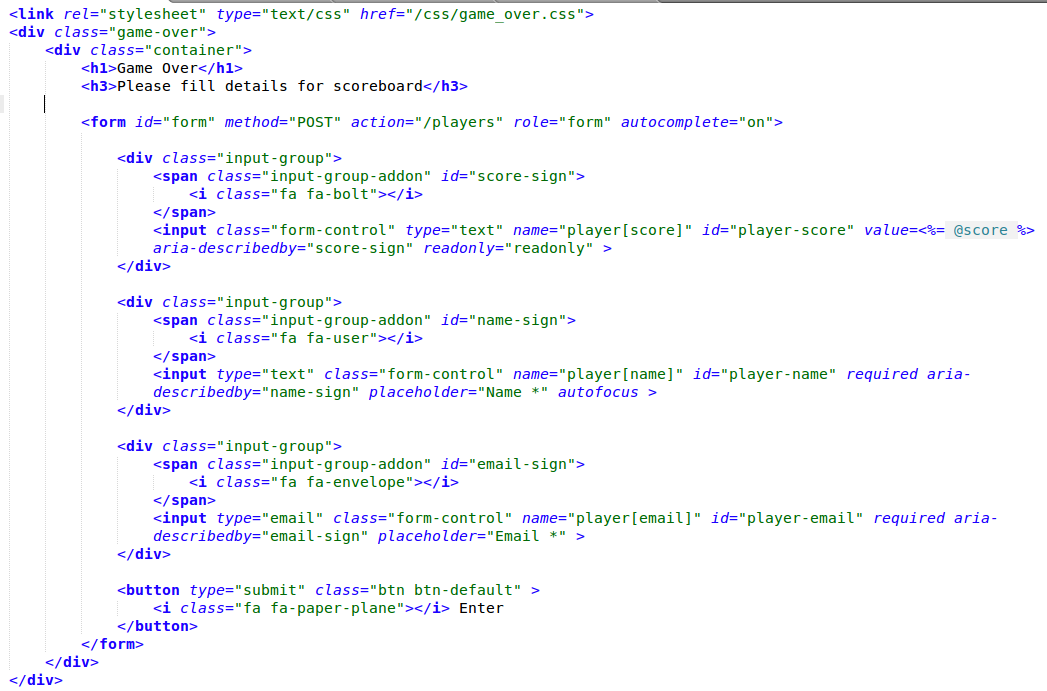 <link rel="stylesheet" type="text/css" href="/css/game_over.css">
<div class="game-over">
    <div class="container">
        <h1>Game Over</h1>
        <h3>Please fill details for scoreboard</h3>

        <form id="form" method="POST" action="/players" role="form" autocomplete="on">

            <div class="input-group">
                <span class="input-group-addon" id="score-sign">
                    <i class="fa fa-bolt"></i>
                </span>
                <input class="form-control" type="text" name="player[score]" id="player-score" value=<%= @score %>
                aria-describedby="score-sign" readonly="readonly" >
            </div>

            <div class="input-group">
                <span class="input-group-addon" id="name-sign">
                    <i class="fa fa-user"></i>
                </span>
                <input type="text" class="form-control" name="player[name]" id="player-name" required aria-
                describedby="name-sign" placeholder="Name *" autofocus >
            </div>

            <div class="input-group">
                <span class="input-group-addon" id="email-sign">
                    <i class="fa fa-envelope"></i>
                </span>
                <input type="email" class="form-control" name="player[email]" id="player-email" required aria-
                describedby="email-sign" placeholder="Email *" >
            </div>

            <button type="submit" class="btn btn-default" >
                <i class="fa fa-paper-plane"></i> Enter
            </button>
        </form>
    </div>
</div>